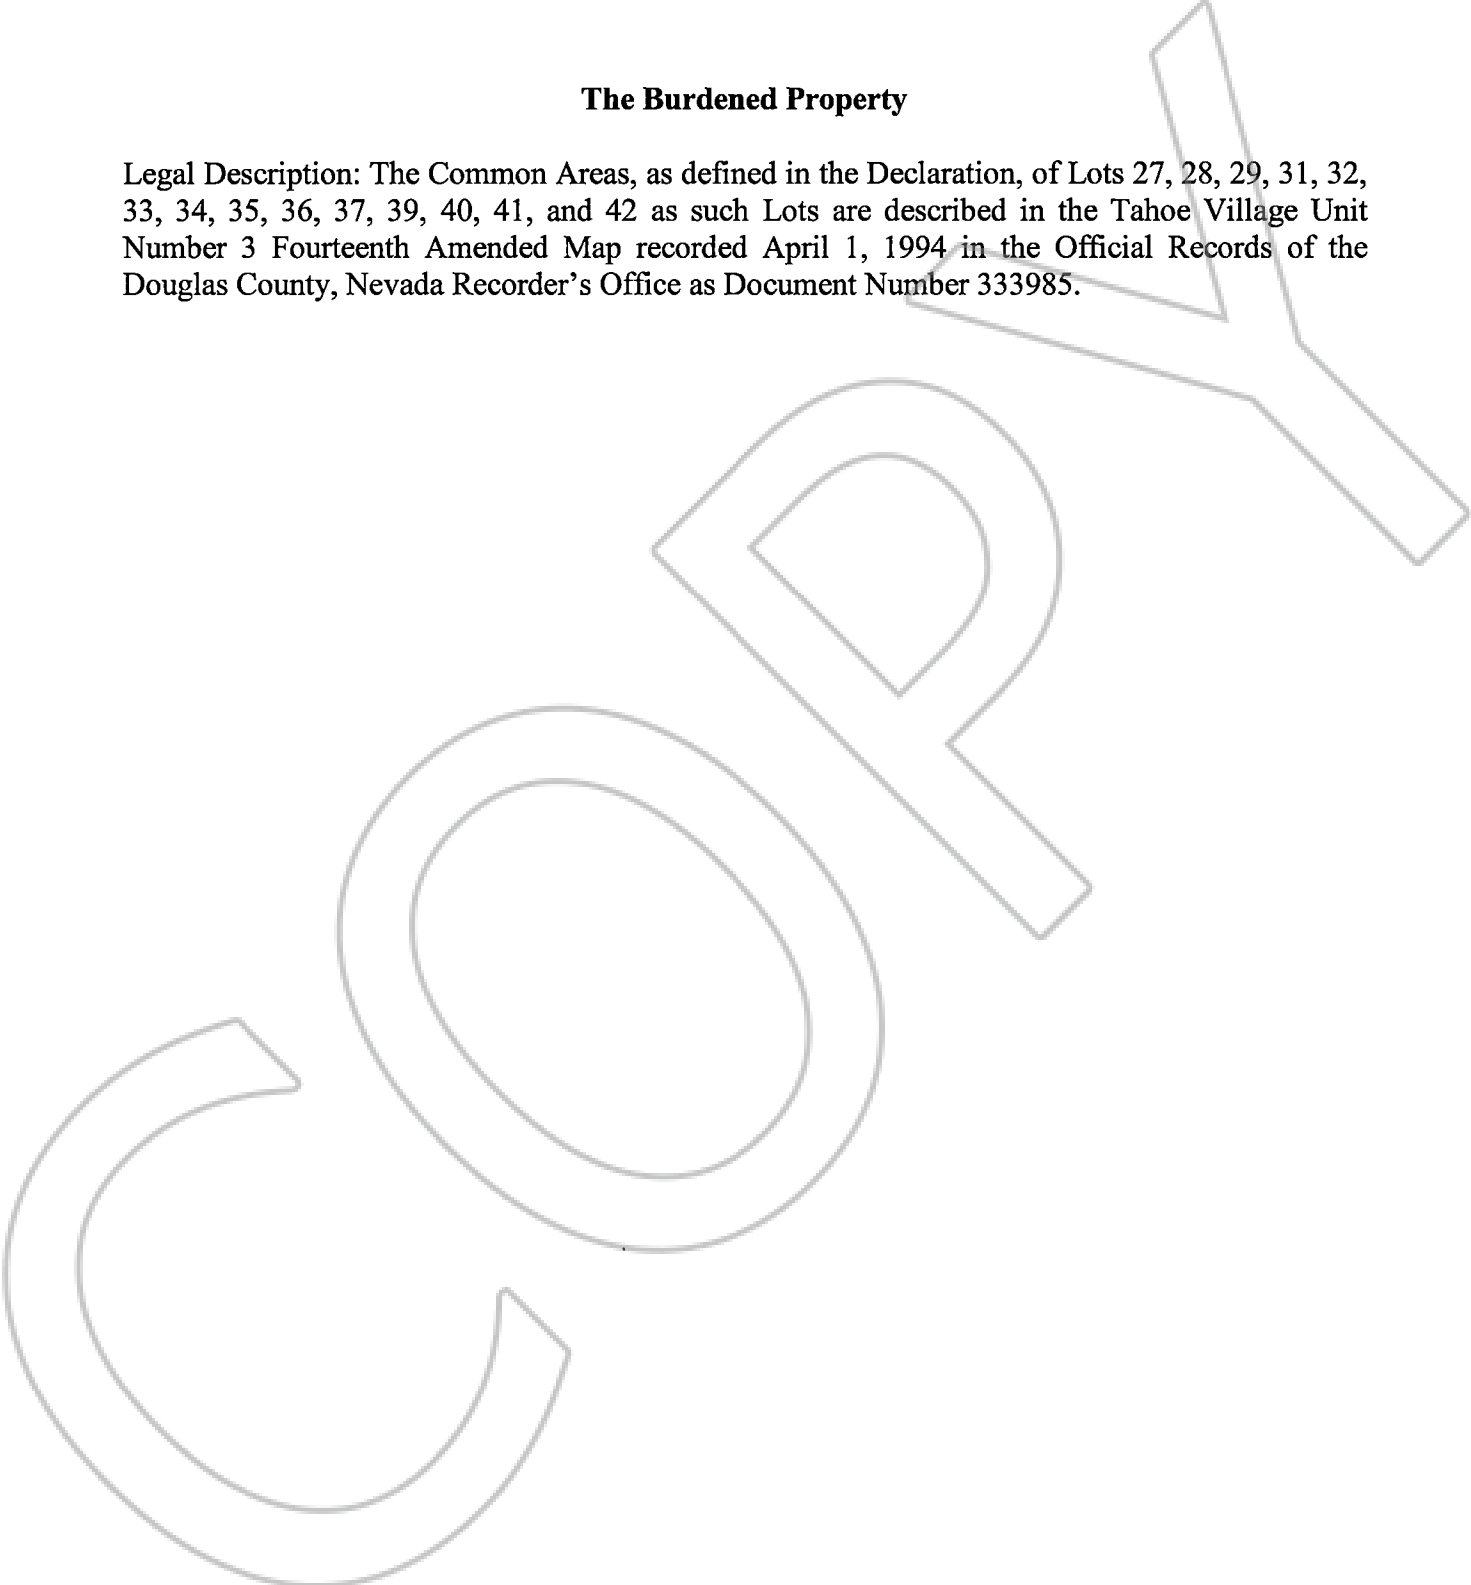 The Burdened Property
Legal Description: The Common Areas, as defined in the Declaration, of Lots 27, 28, 29, 31, 32,
33, 34, 35, 36, 37, 39, 40, 41, and 42 as such Lots are described in the Tahoe Village Unit
Number 3 Fourteenth Amended Map recorded April 1, 1994 in the Official Records of the
Douglas County, Nevada Recorder’s Office as Document Number 333985.
COPY